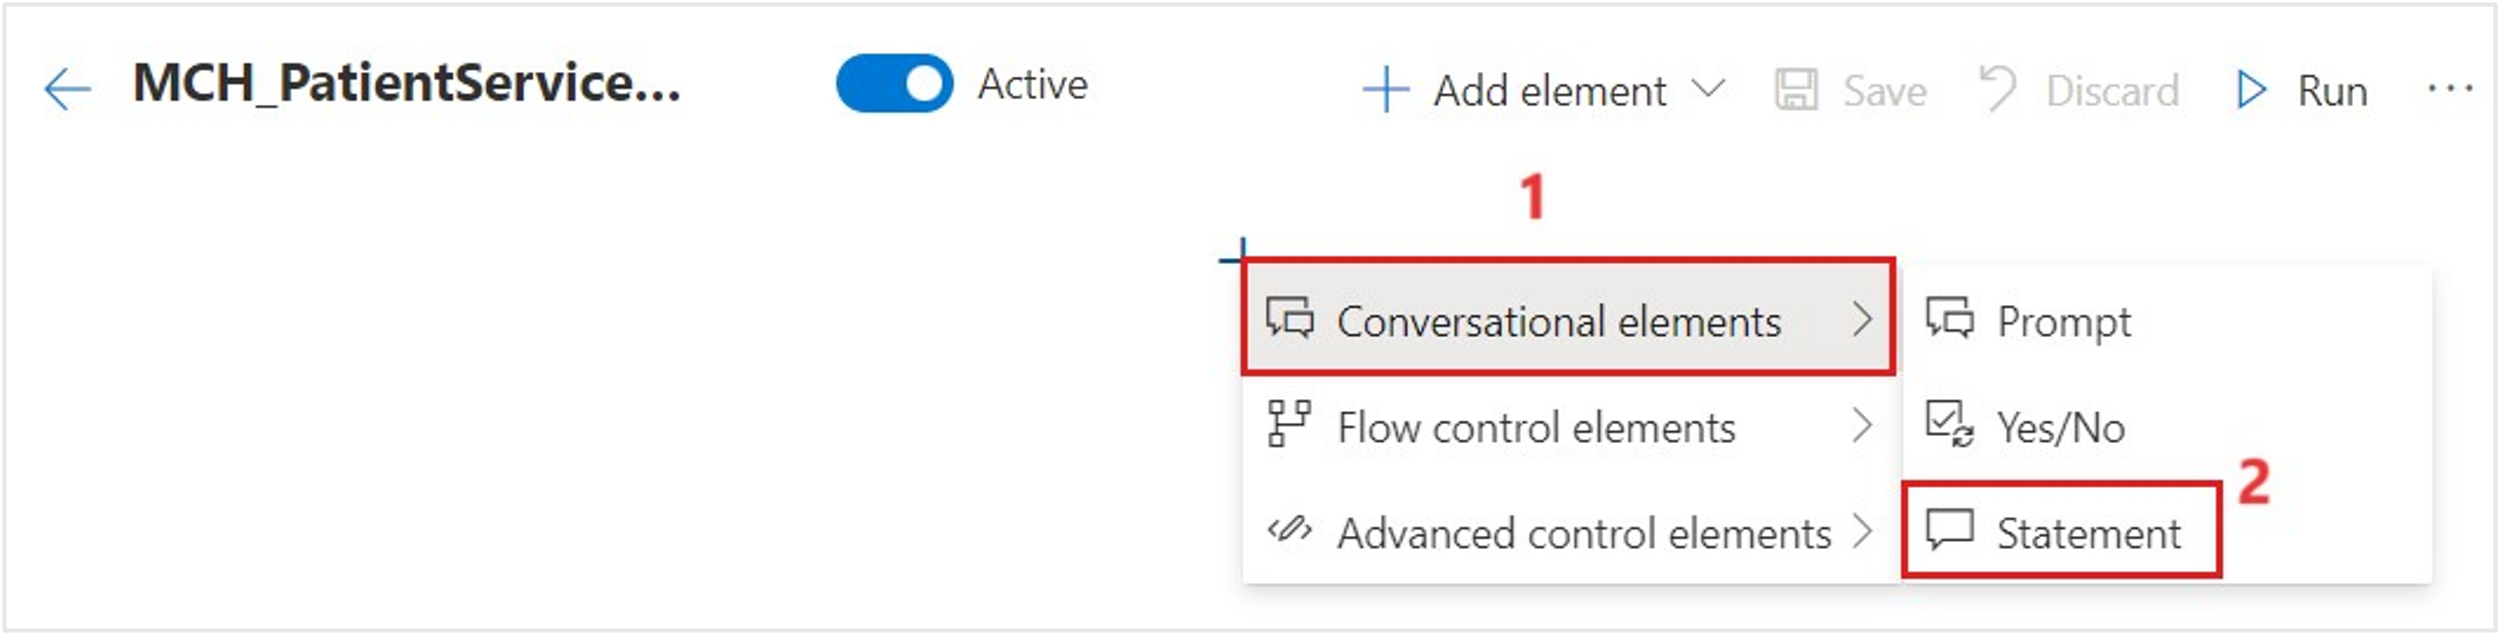 MCH_PatientService...
Active
Add element
Save
Discard
Run
1
Conversational elements
Prompt
Flow control elements
Yes/No
2
Advanced control elements
Statement